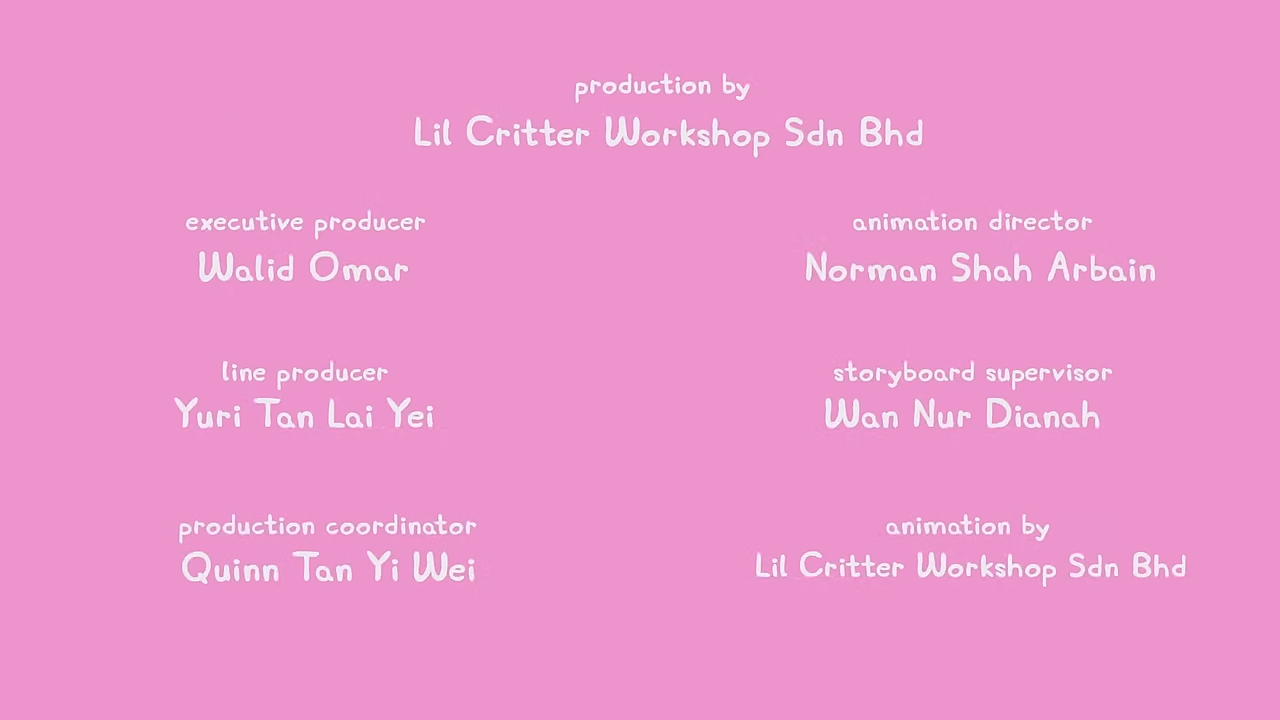 production by
Lil Critter Workshop Sdn Bhd
executive producer
Walid Omar
animation director
Norman Shah Arbain
line producer
Yuri Tan Lai Yei
storyboard supervisor
Wan Nur Dianah
production coordinator
Quinn Tan Yi Wei
animation by
Lil Critter Workshop Sdn Bhd